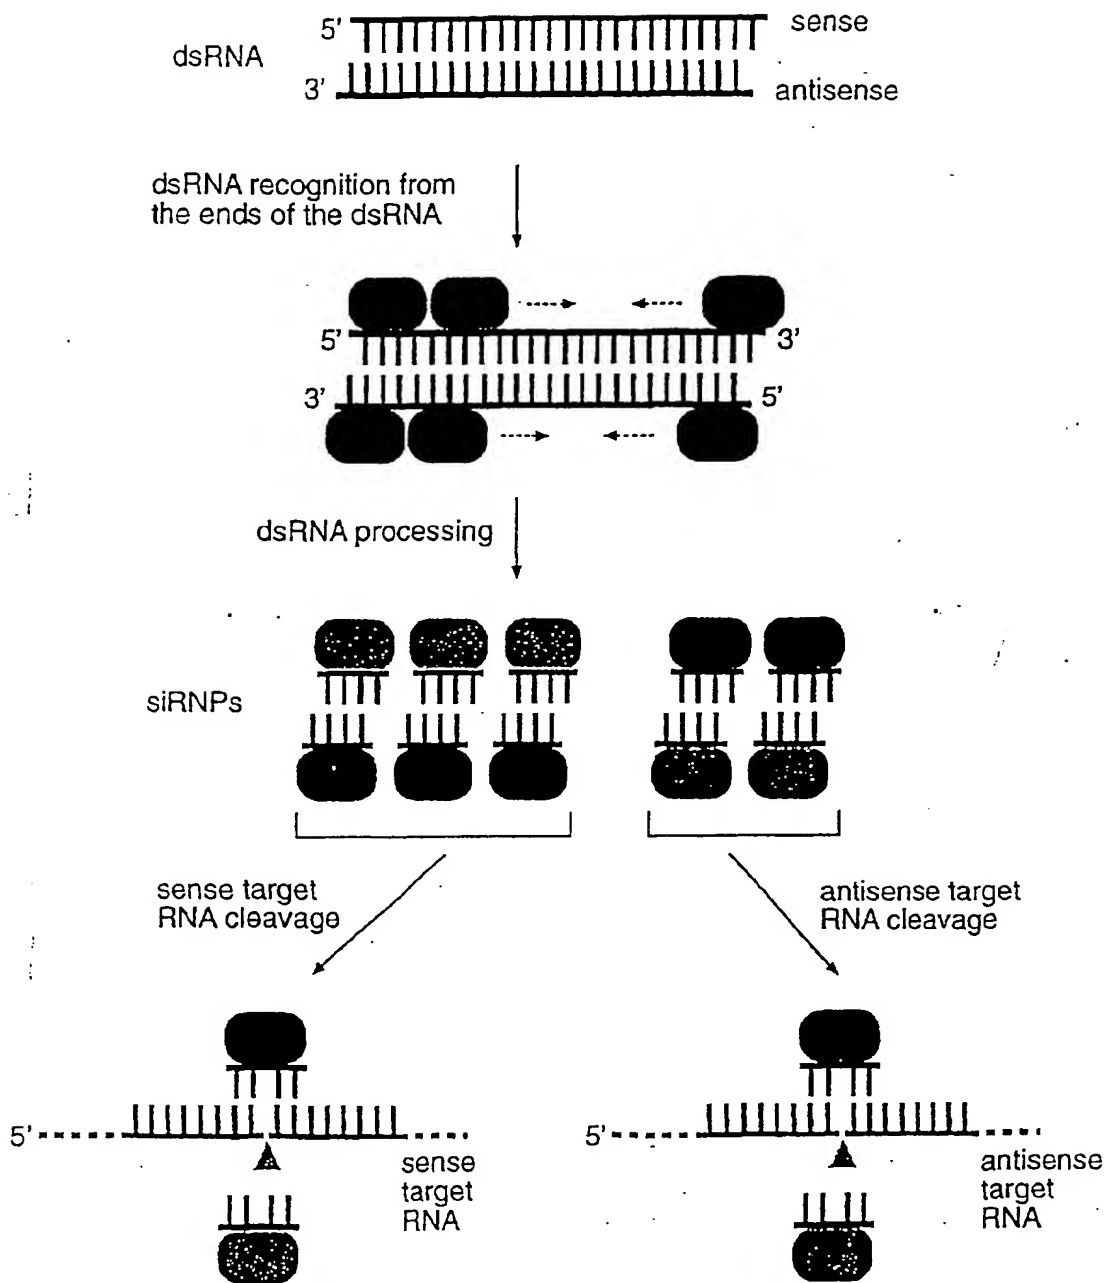 5' sense
dsRNA
3' antisense
dsRNA recognition from
the ends of the dsRNA
5' 3'
3' 5'
dsRNA processing
siRNPs
sense target
RNA cleavage
antisense target
RNA cleavage
5'
sense
target
RNA
5'
antisense
target
RNA